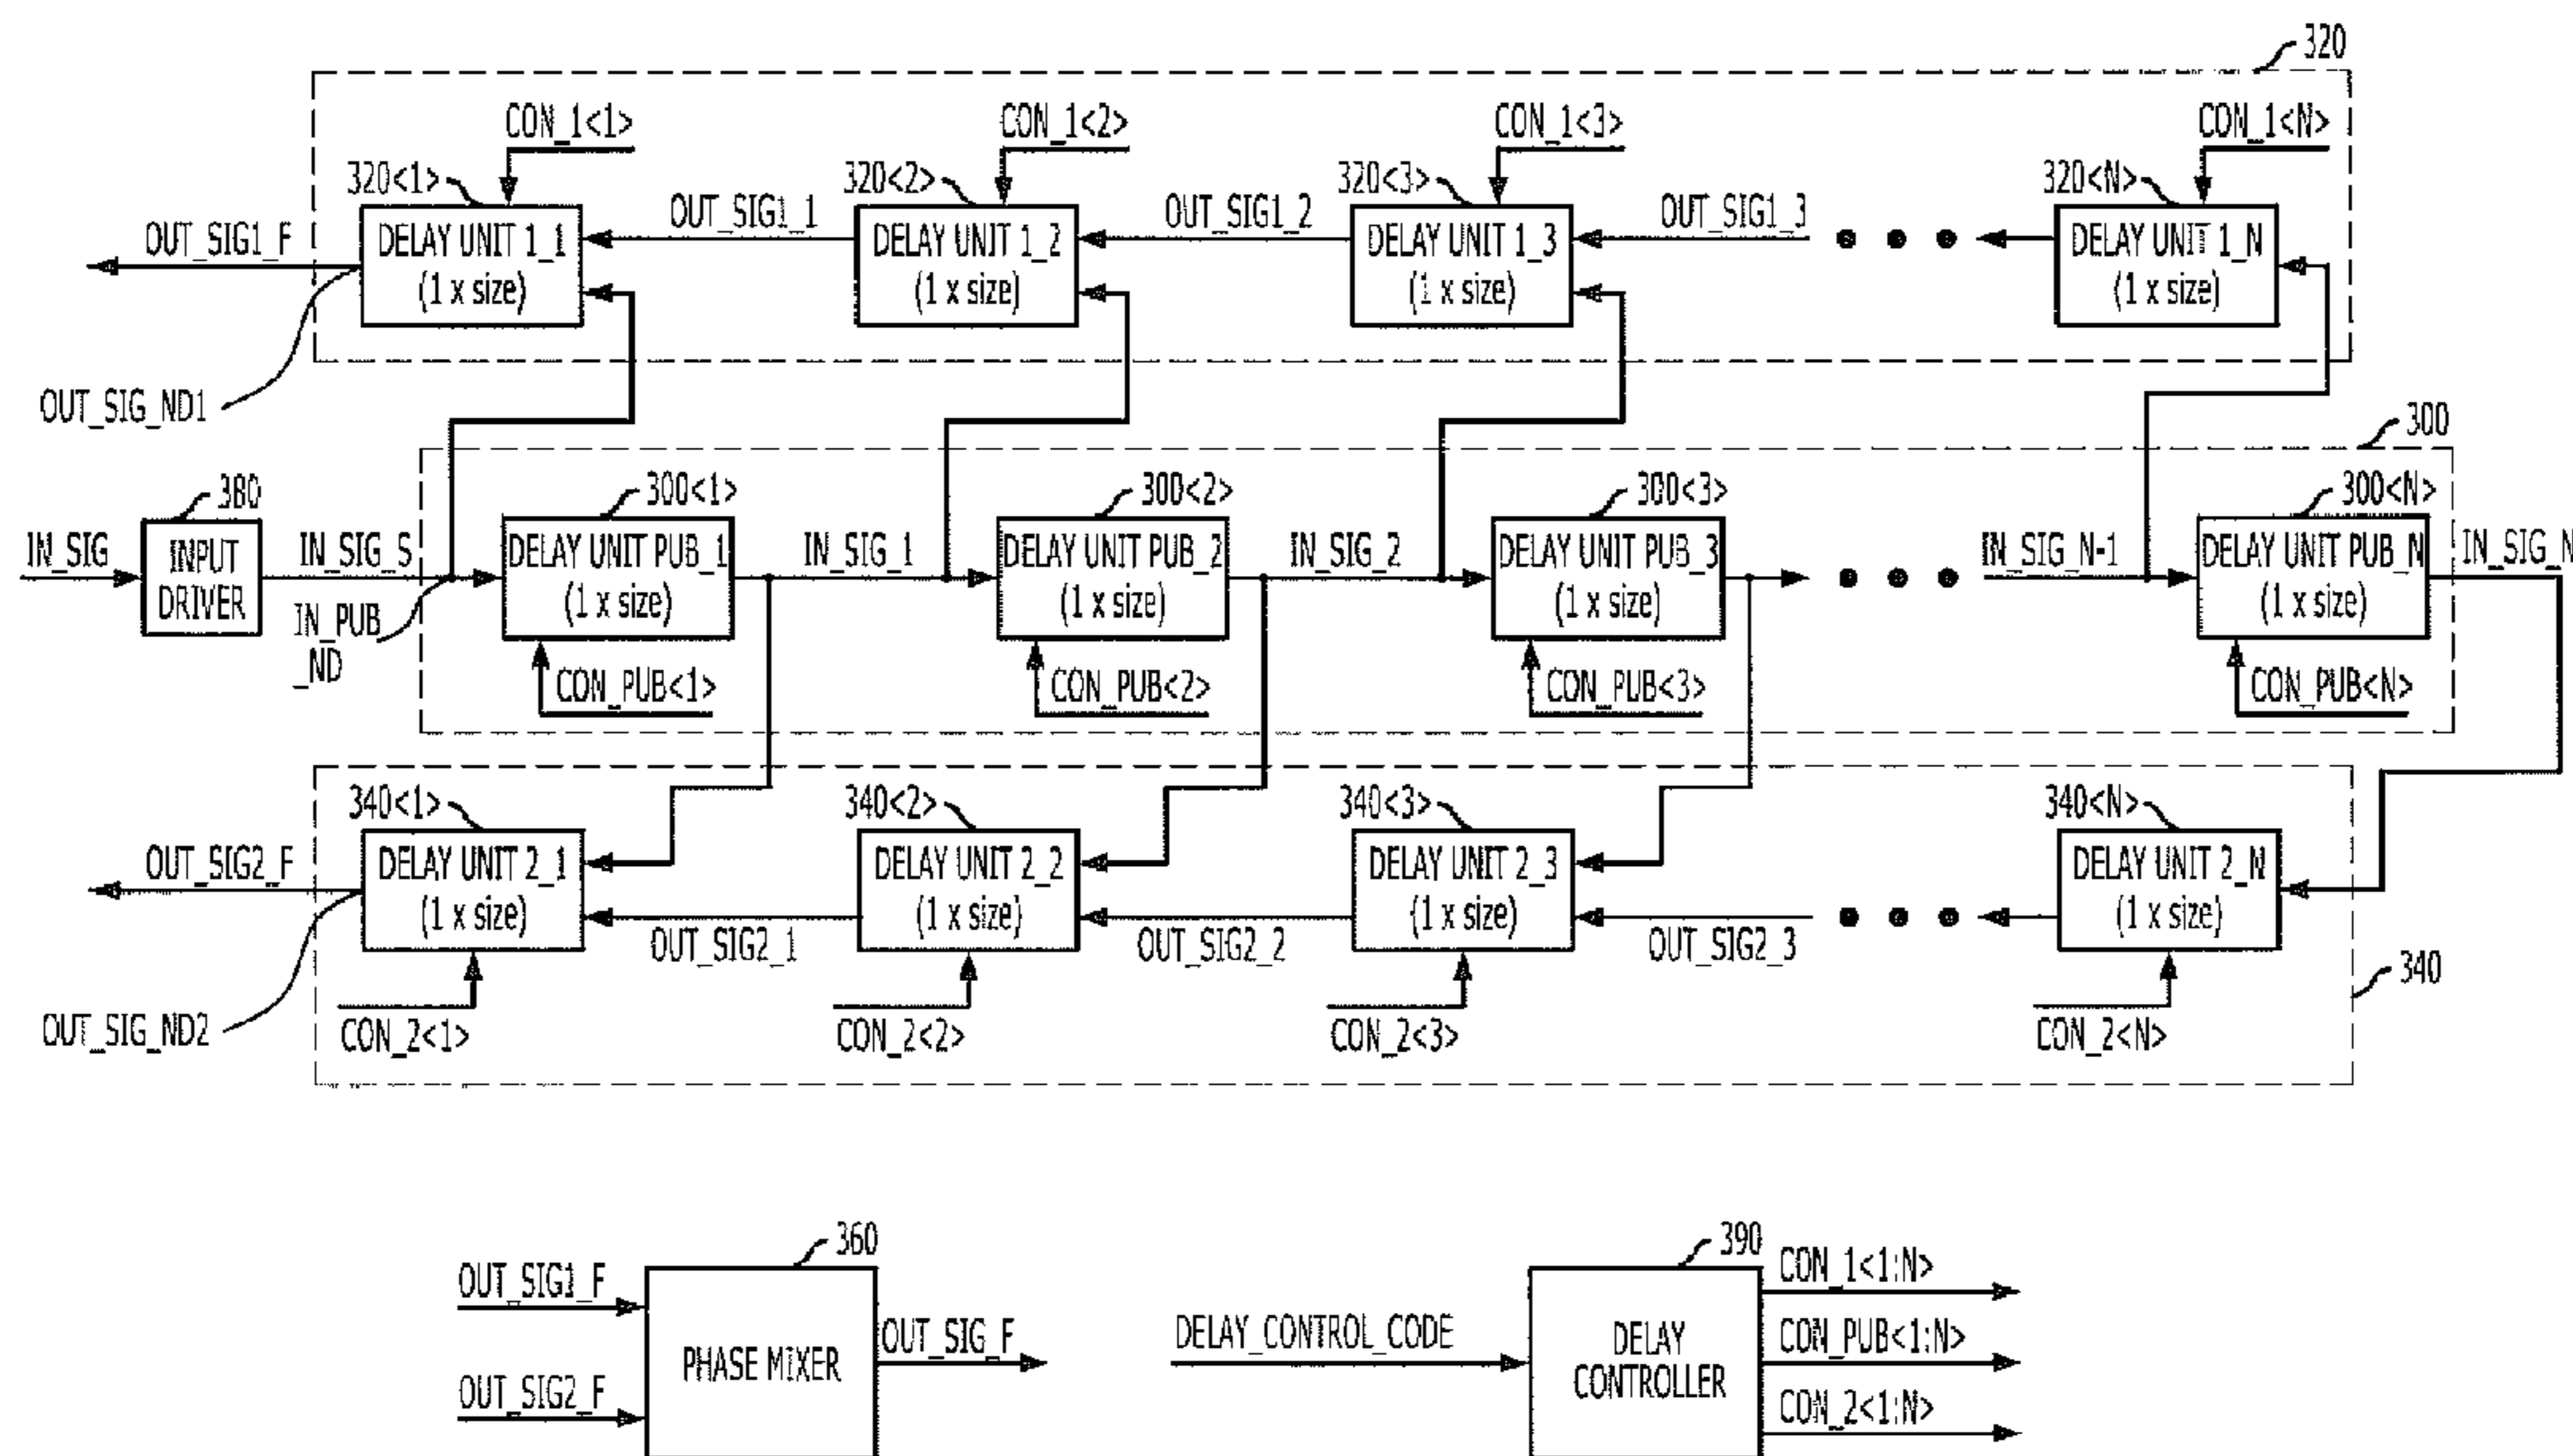 320
CON_1<1>
CON_1<2>
CON_1<3>
CON_1<N>
320<1>
320<2>
320<3>
320<N>
OUT_SIG1_F
DELAY UNIT 1_1
(1 x size)
OUT_SIG1_1
DELAY UNIT 1_2
(1 x size)
OUT_SIG1_2
DELAY UNIT 1_3
(1 x size)
OUT_SIG1_3
DELAY UNIT 1_N
(1 x size)
OUT_SIG_ND1
300
380
300<1>
300<2>
300<3>
300<N>
IN_SIG
INPUT
DRIVER
IN_SIG_S
IN_PUB
_ND
DELAY UNIT PUB_1
(1 x size)
IN_SIG_1
DELAY UNIT PUB_2
(1 x size)
IN_SIG_2
DELAY UNIT PUB_3
(1 x size)
IN_SIG_N-1
DELAY UNIT PUB_N
(1 x size)
IN_SIG_N
CON_PUB<1>
CON_PUB<2>
CON_PUB<3>
CON_PUB<N>
340<1>
340<2>
340<3>
340<N>
OUT_SIG2_F
DELAY UNIT 2_1
(1 x size)
OUT_SIG2_1
DELAY UNIT 2_2
(1 x size)
OUT_SIG2_2
DELAY UNIT 2_3
(1 x size)
OUT_SIG2_3
DELAY UNIT 2_N
(1 x size)
340
OUT_SIG_ND2
CON_2<1>
CON_2<2>
CON_2<3>
CON_2<N>
360
OUT_SIG1_F
OUT_SIG2_F
PHASE MIXER
OUT_SIG_F
390
DELAY_CONTROL_CODE
DELAY
CONTROLLER
CON_1<1:N>
CON_PUB<1:N>
CON_2<1:N>